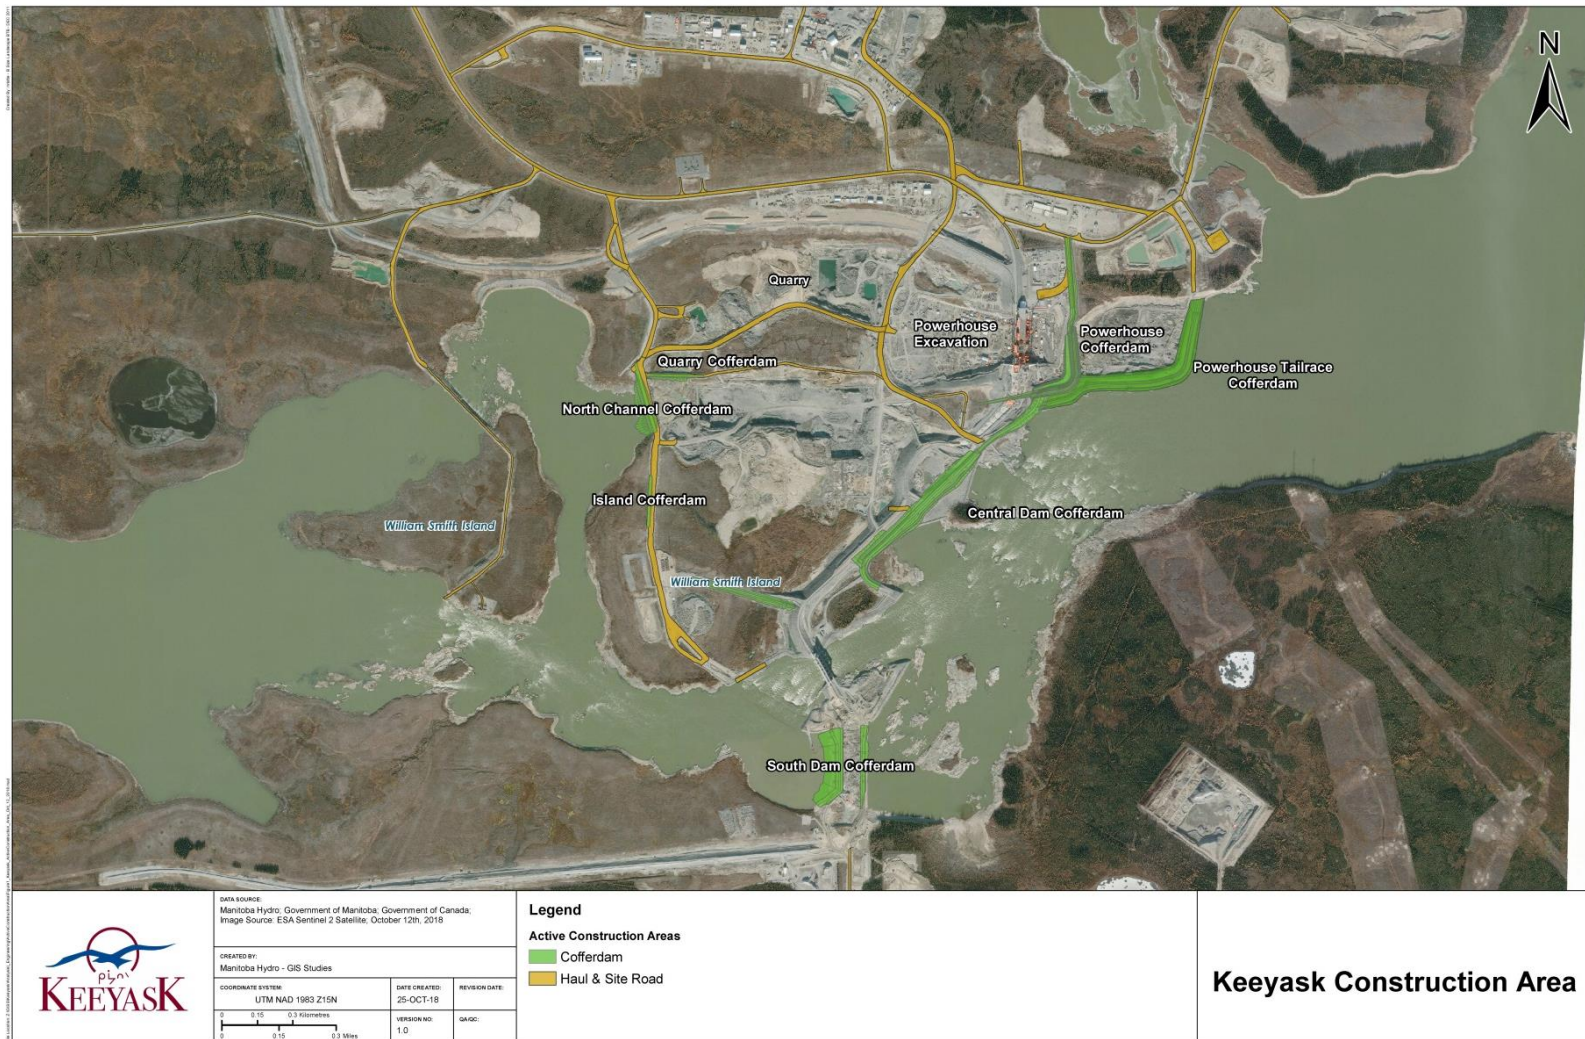 N
Quarry
Powerhouse
Excavation
Powerhouse
Cofferdam
Quarry Cofferdam
Powerhouse Tailrace
Cofferdam
North Channel Cofferdam
Island Cofferdam
Central Dam Cofferdam
William Smith Island
William Smith Island
South Dam Cofferdam
KEEYASK
DATA SOURCE:
Manitoba Hydro; Government of Manitoba; Government of Canada;
Image Source: ESA Sentinel 2 Satellite; October 12th, 2018
CREATED BY:
Manitoba Hydro - GIS Studies
COORDINATE SYSTEM:
UTM NAD 1983 Z15N
DATE CREATED:
25-OCT-18
REVISION DATE:
0 0.15 0.3 Kilometres
0 0.15 0.3 Miles
VERSION NO:
1.0
QA/QC:
Legend
Active Construction Areas
Cofferdam
Haul & Site Road
Keeyask Construction Area